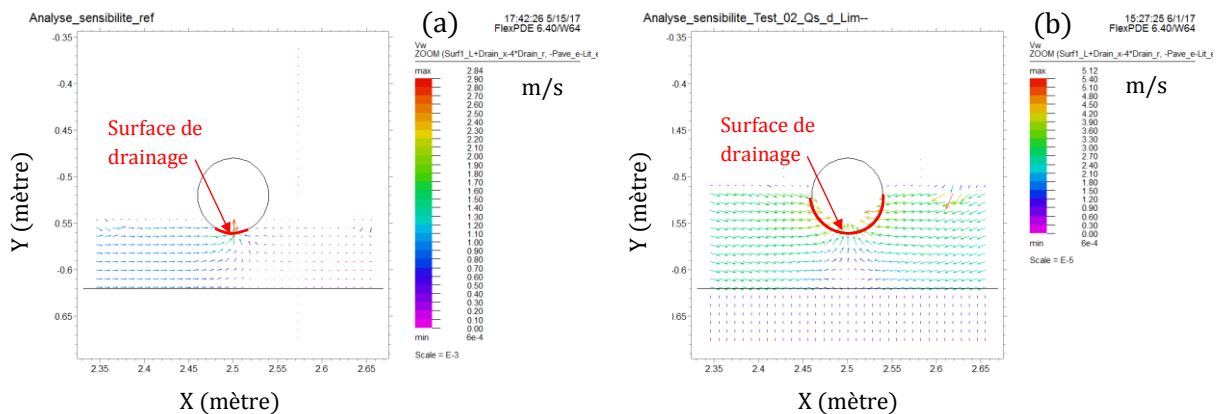 Analyse_sensibilite_ref
(a)
17:42:26 5/15/17
FlexPDE 6.40/W64
Vw
ZOOM (Surf1_L+Drain_x-4*Drain_r, -Pave_e-Lit_e
max 2.84
2.90
2.80
2.70
2.60
2.50
2.40
2.30
2.20
2.10
2.00
1.90
1.80
1.70
1.60
1.50
1.40
1.30
1.20
1.10
1.00
0.90
0.80
0.70
0.60
0.50
0.40
0.30
0.20
0.10
0.00
min 6e-4
Scale = E-3
m/s
Surface de
drainage
-0.35
-0.4
-0.45
-0.5
-0.55
-0.6
-0.65
Y (mètre)
2.35 2.4 2.45 2.5 2.55 2.6 2.65
X (mètre)
Analyse_sensibilite_Test_02_Qs_d_Lim--
(b)
15:27:25 6/1/17
FlexPDE 6.40/W64
Vw
ZOOM (Surf1_L+Drain_x-4*Drain_r, -Pave_e-Lit_e
max 5.12
5.40
5.10
4.80
4.50
4.20
3.90
3.60
3.30
3.00
2.70
2.40
2.10
1.80
1.50
1.20
0.90
0.60
0.30
0.00
min 6e-4
Scale = E-5
m/s
Surface de
drainage
-0.35
-0.4
-0.45
-0.5
-0.55
-0.6
-0.65
Y (mètre)
2.35 2.4 2.45 2.5 2.55 2.6 2.65
X (mètre)